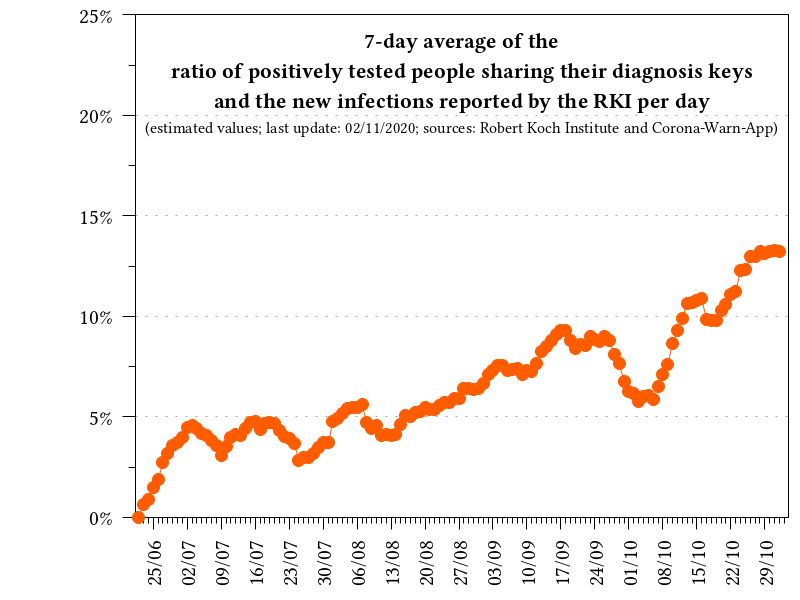 25%
7-day average of the
ratio of positively tested people sharing their diagnosis keys
and the new infections reported by the RKI per day
20%
(estimated values; last update: 02/11/2020; sources: Robert Koch Institute and Corona-Warn-App)
15%
10%
5%
0%
25/06 02/07 09/07 16/07 23/07 30/07 06/08 13/08 20/08 27/08 03/09 10/09 17/09 24/09 01/10 08/10 15/10 22/10 29/10